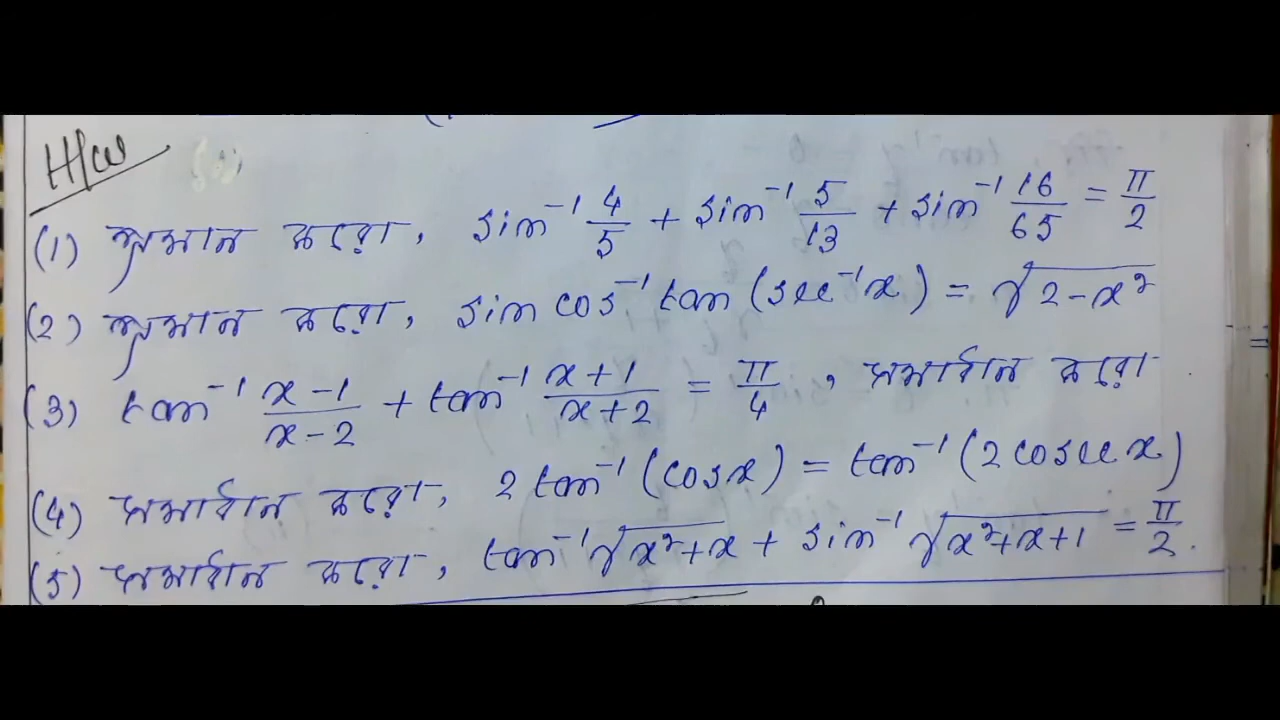 H/W
(1) প্রমান করো, sin⁻¹ 4/5 + sin⁻¹ 5/13 + sin⁻¹ 16/65 = π/2
(2) প্রমান করো, sin cos⁻¹ tan (sec⁻¹x) = √(2-x²)
(3) tan⁻¹ (x-1)/(x-2) + tan⁻¹ (x+1)/(x+2) = π/4, সমাধান করো
(4) সমাধান করো, 2 tan⁻¹ (cosx) = tan⁻¹ (2 cosec x)
(5) সমাধান করো, tan⁻¹ √(x²+x) + sin⁻¹ √(x²+x+1) = π/2.